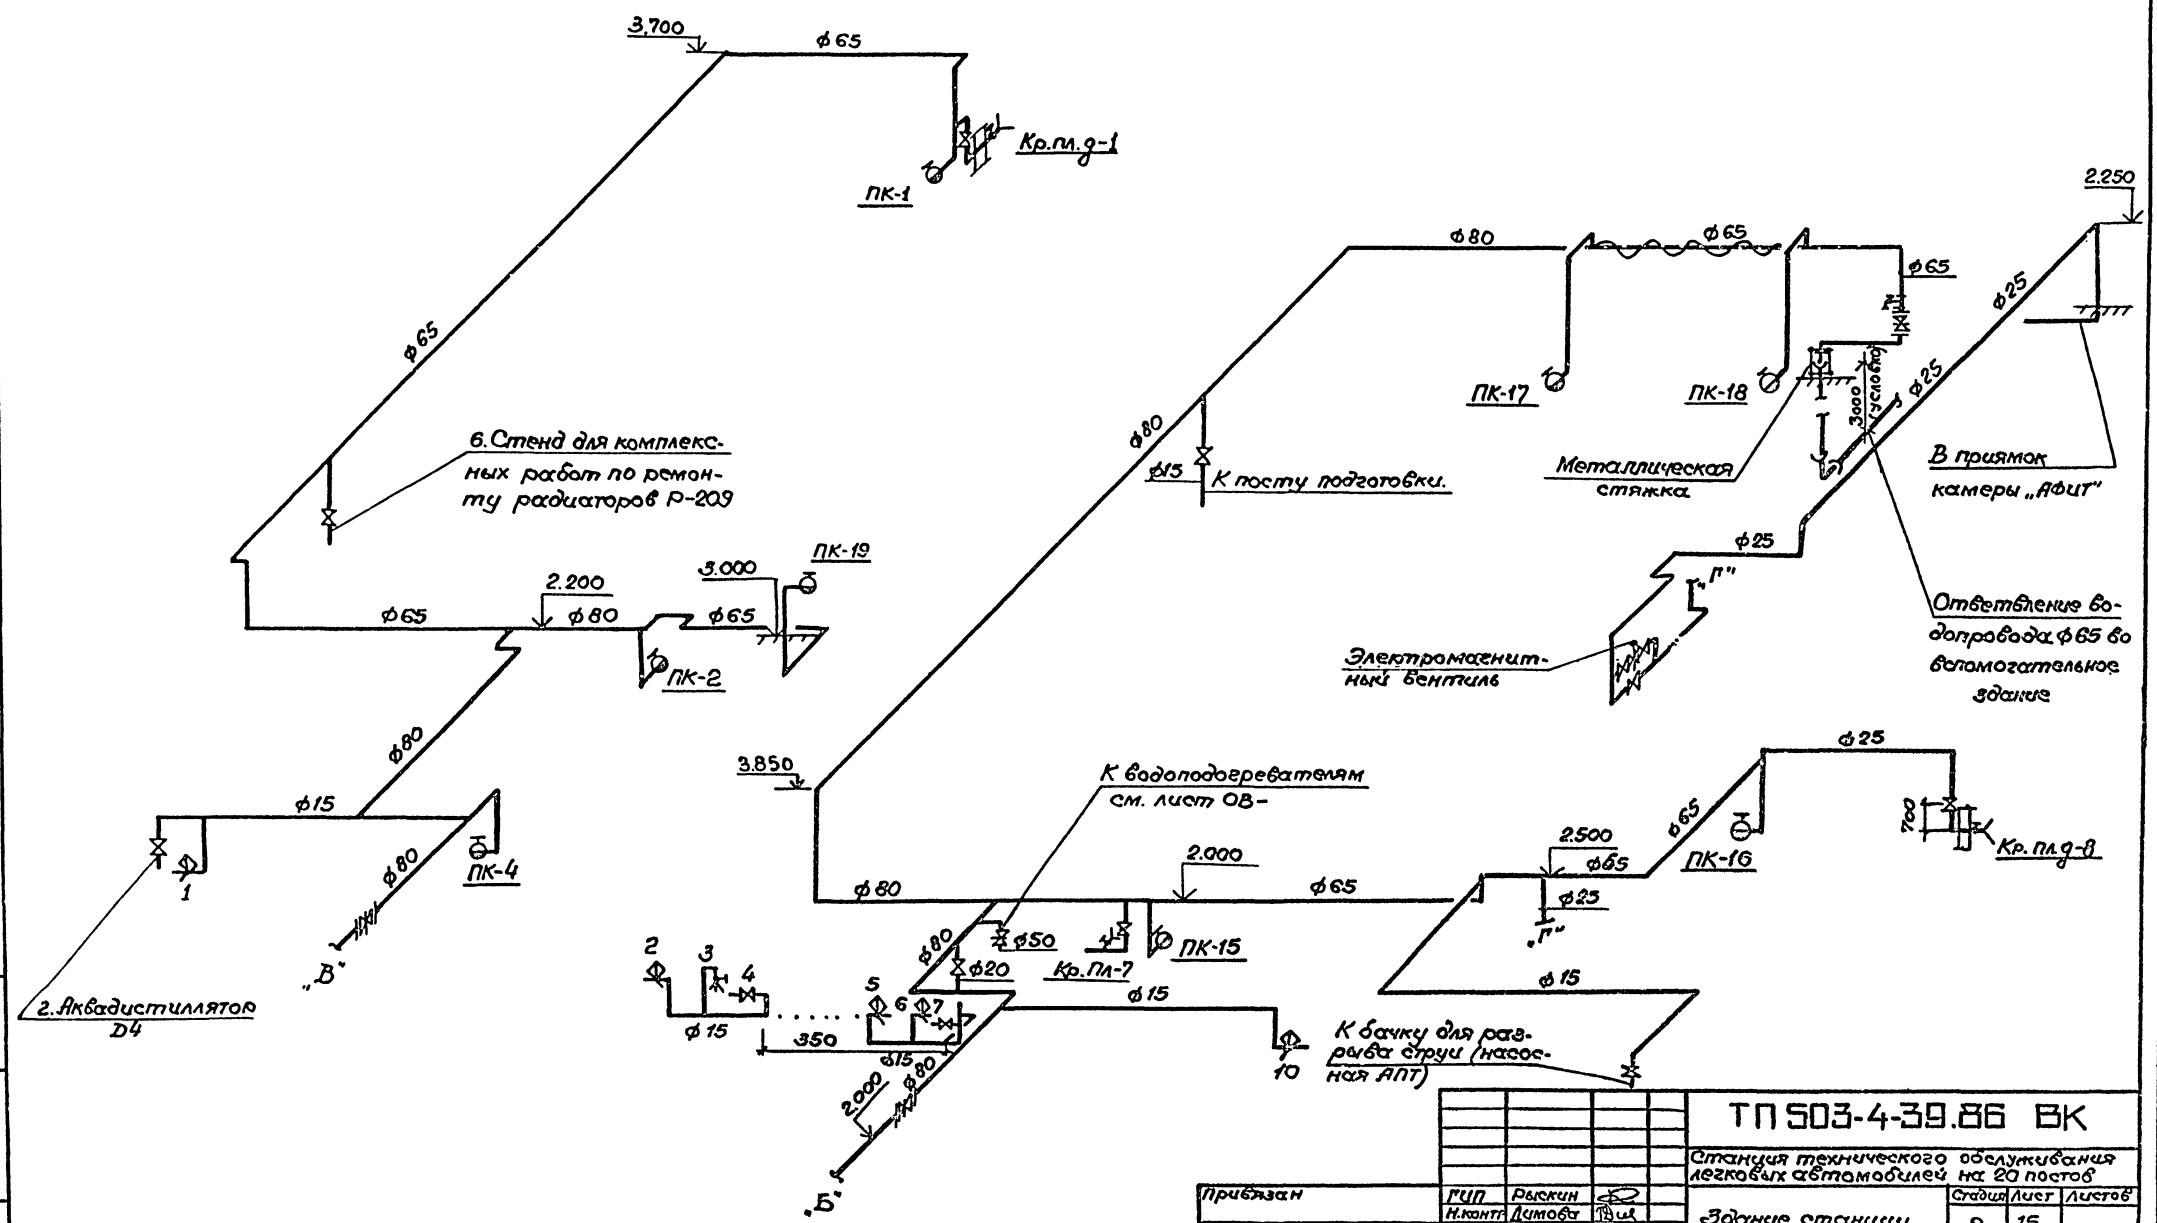 3.700
ф65
Кр.пл.д-1
ПК-1
2.250
ф80
ф65
ф65
ф25
ф65
ПК-17
ПК-18
3000
(условно)
ф25
6. Стенд для комплекс-
ных работ по ремон-
ту радиаторов Р-209
ф80
ф15
К посту подготовки.
Металлическая
стяжка
В приямок
камеры „АФИТ"
ПК-19
3.000
2.200
ф65
ф80
ф65
ПК-2
ф25
„Г"
Электромагнит-
ный вентиль
Ответвление во-
допровода ф65 во
вспомогательное
здание
ф80
3.850
К водоподогревателям
см. лист ОВ-
ф25
ф15
ф65
700
ПК-16
Кр.пл.д-8
1
ф80
ПК-4
2.000
2.500
ф65
ф80
ф65
ф25
„Г"
ф80
ф50
Кр.Пл-7
ПК-15
„В"
2
3
4
ф20
5
6
7
ф15
ф15
2. Аквадистиллятор
Д4
ф15
350
ф15
ф80
10
К бачку для раз-
рыва струи (насос-
ная АПТ)
2.000
„Б"
ТП 503-4-39.86 ВК
Станция технического обслуживания
легковых автомобилей на 20 постов
Привязан
ГИП Рыскин
Стадия Лист Листов
Н.контр Димова
Здание станции
15